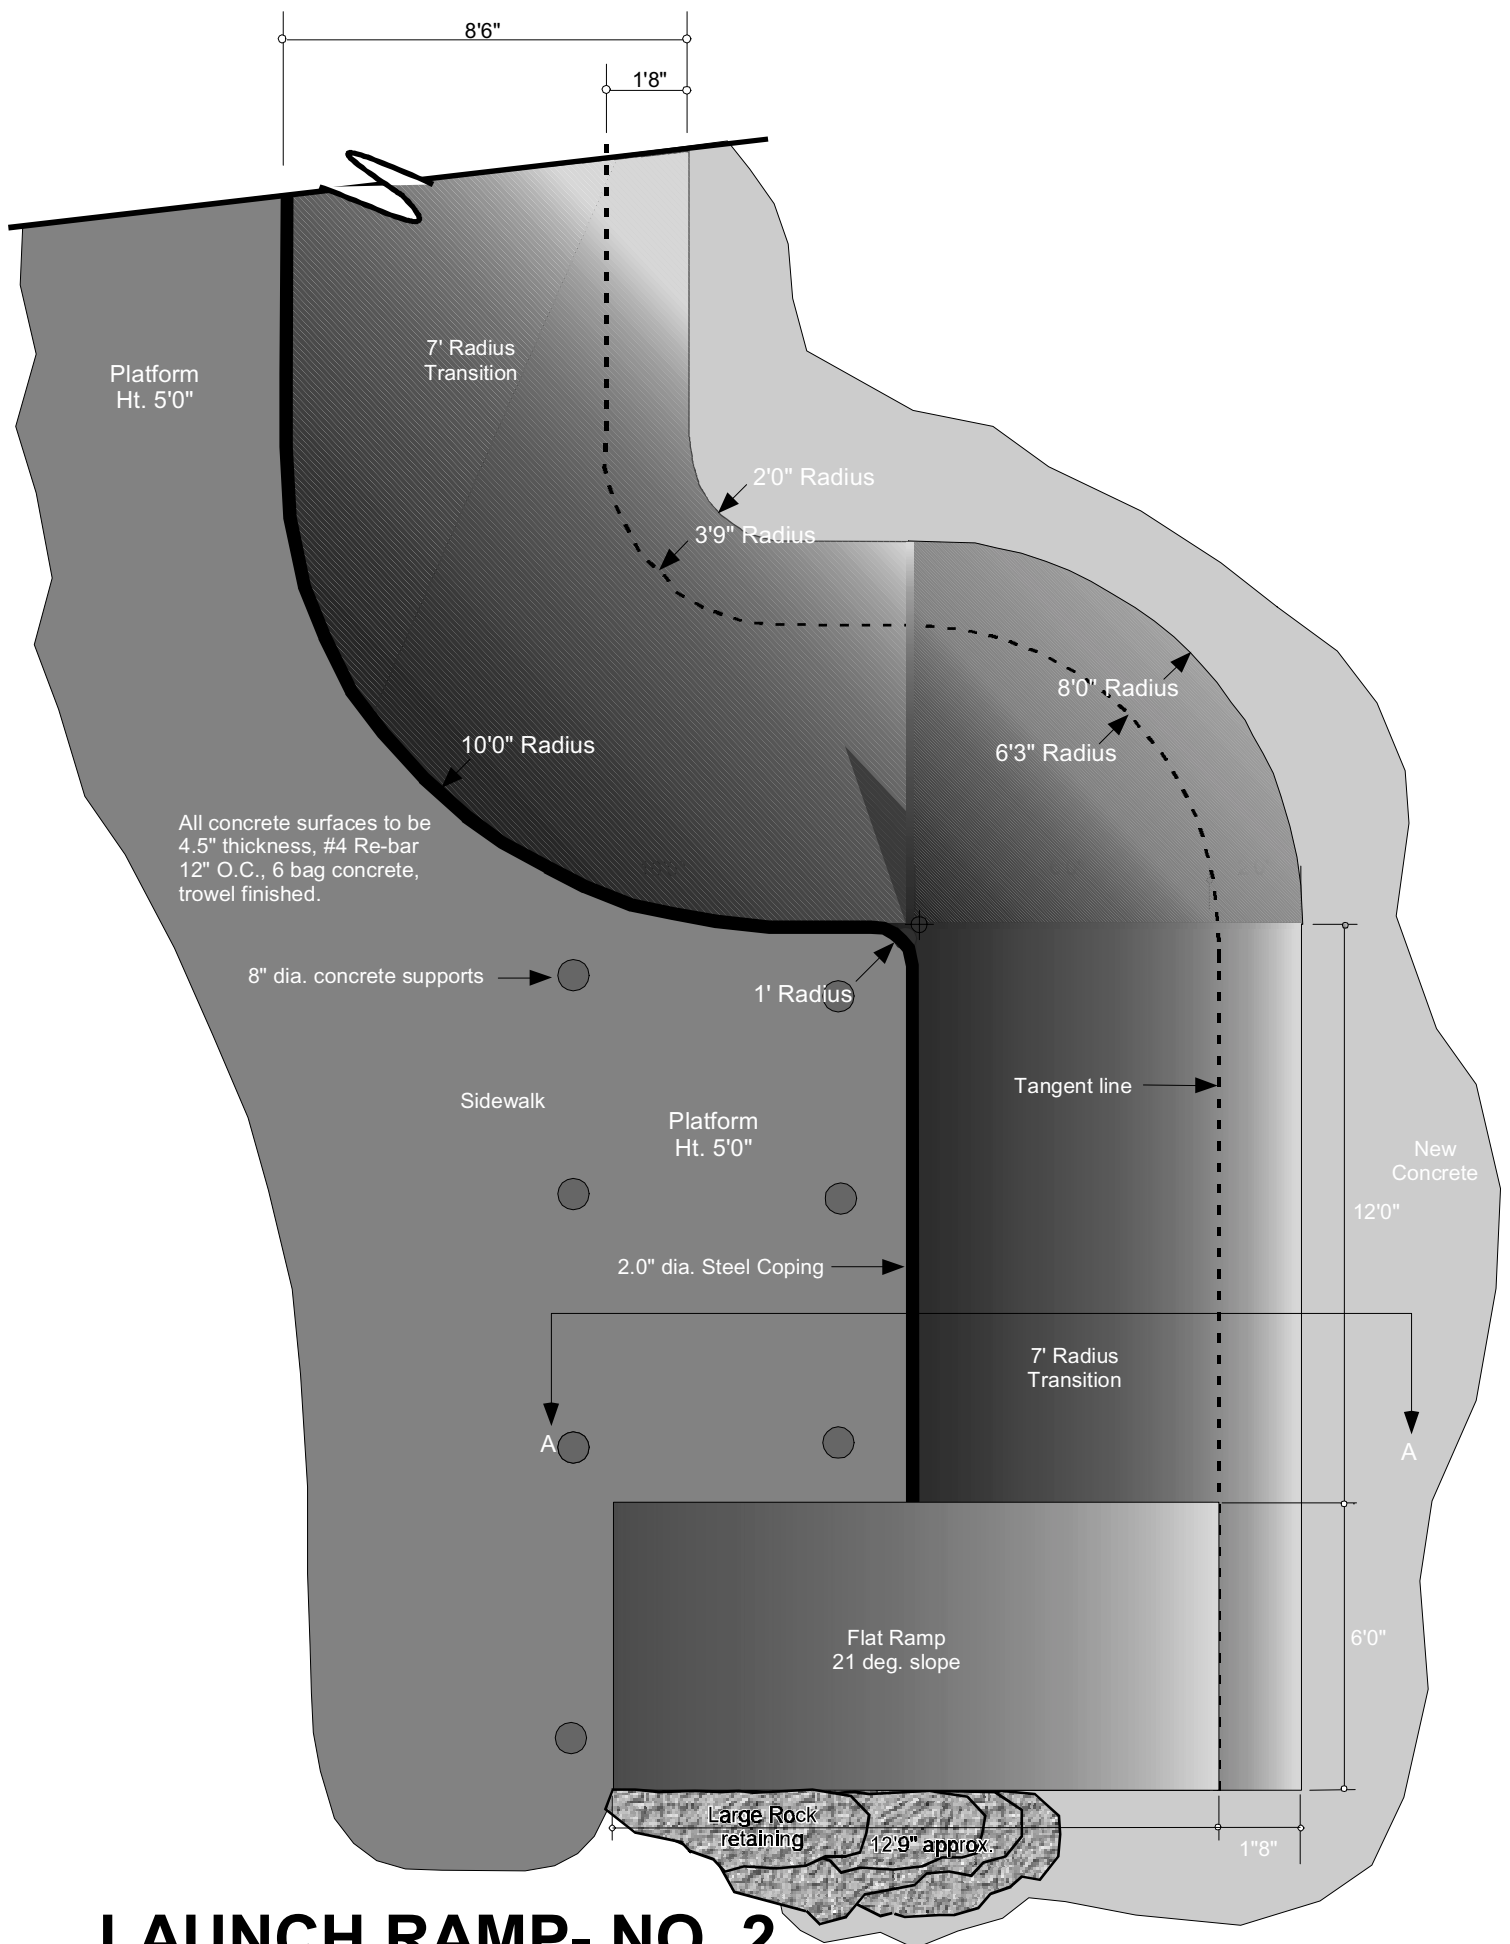 8'6"
1'8"
7' Radius
Transition
Platform
Ht. 5'0"
2'0" Radius
3'9" Radius
8'0" Radius
10'0" Radius
6'3" Radius
All concrete surfaces to be
4.5" thickness, #4 Re-bar
12" O.C., 6 bag concrete,
trowel finished.
8" dia. concrete supports
1' Radius
Tangent line
Sidewalk
Platform
Ht. 5'0"
New
Concrete
12'0"
2.0" dia. Steel Coping
7' Radius
Transition
A
A
Flat Ramp
21 deg. slope
6'0"
Large Rock
retaining
12'9" approx.
1"8"
LAUNCH RAMP- NO. 2